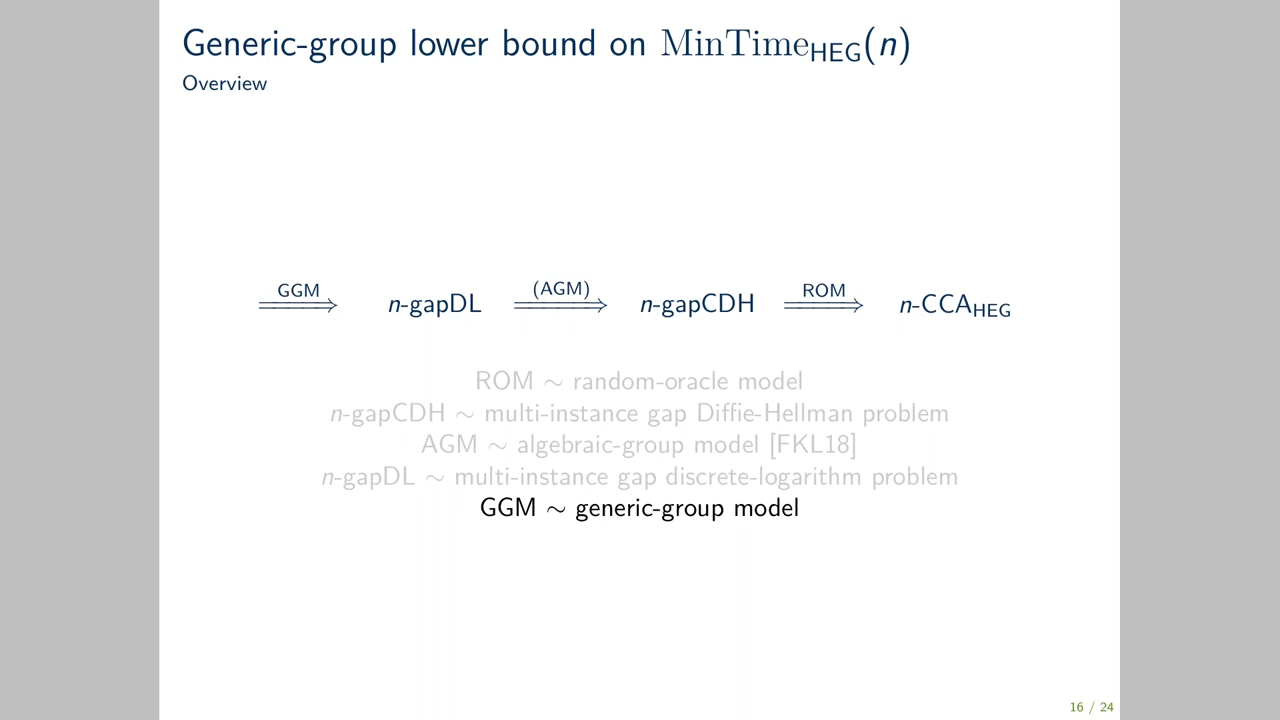 Generic-group lower bound on MinTime_HEG(n)
Overview
⟹ GGM n-gapDL ⟹ (AGM) n-gapCDH ⟹ ROM n-CCA_HEG
ROM ∼ random-oracle model
n-gapCDH ∼ multi-instance gap Diffie-Hellman problem
AGM ∼ algebraic-group model [FKL18]
n-gapDL ∼ multi-instance gap discrete-logarithm problem
GGM ∼ generic-group model
16 / 24